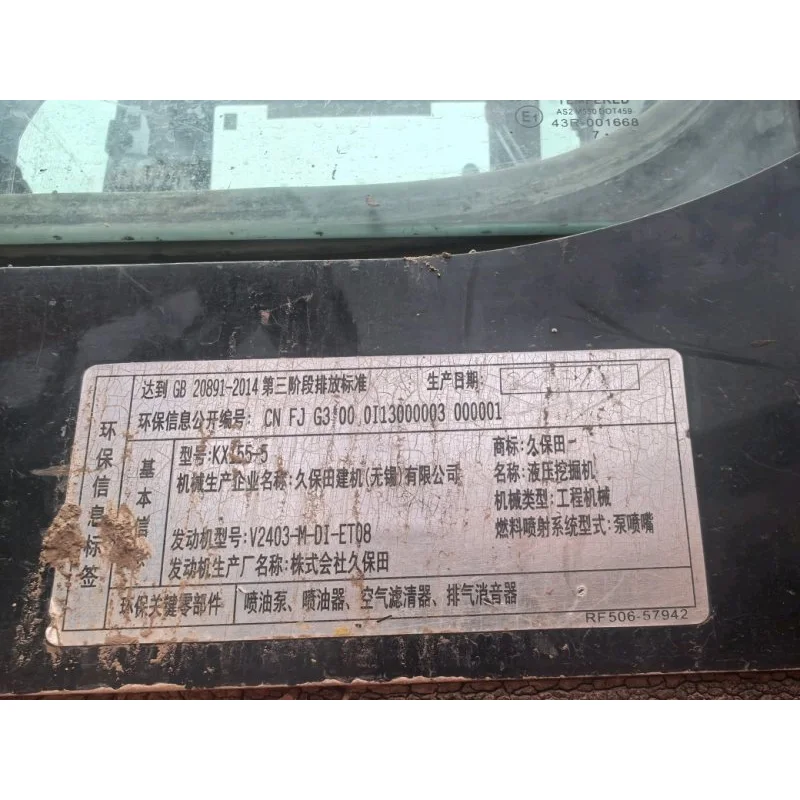 TEMPERED
43R-001668
E1
7
达到 GB 20891-2014 第三阶段排放标准 生产日期:
环保信息公开编号: CN FJ G3 00 0I13000003 000001
环保信息标签
基本信
型号:KX155-5 商标:久保田
机械生产企业名称:久保田建机(无锡)有限公司 名称:液压挖掘机
机械类型:工程机械
发动机型号:V2403-M-DI-ET08 燃料喷射系统型式:泵喷嘴
发动机生产厂名称:株式会社久保田
环保关键零部件 喷油泵、喷油器、空气滤清器、排气消音器
RF506-57942